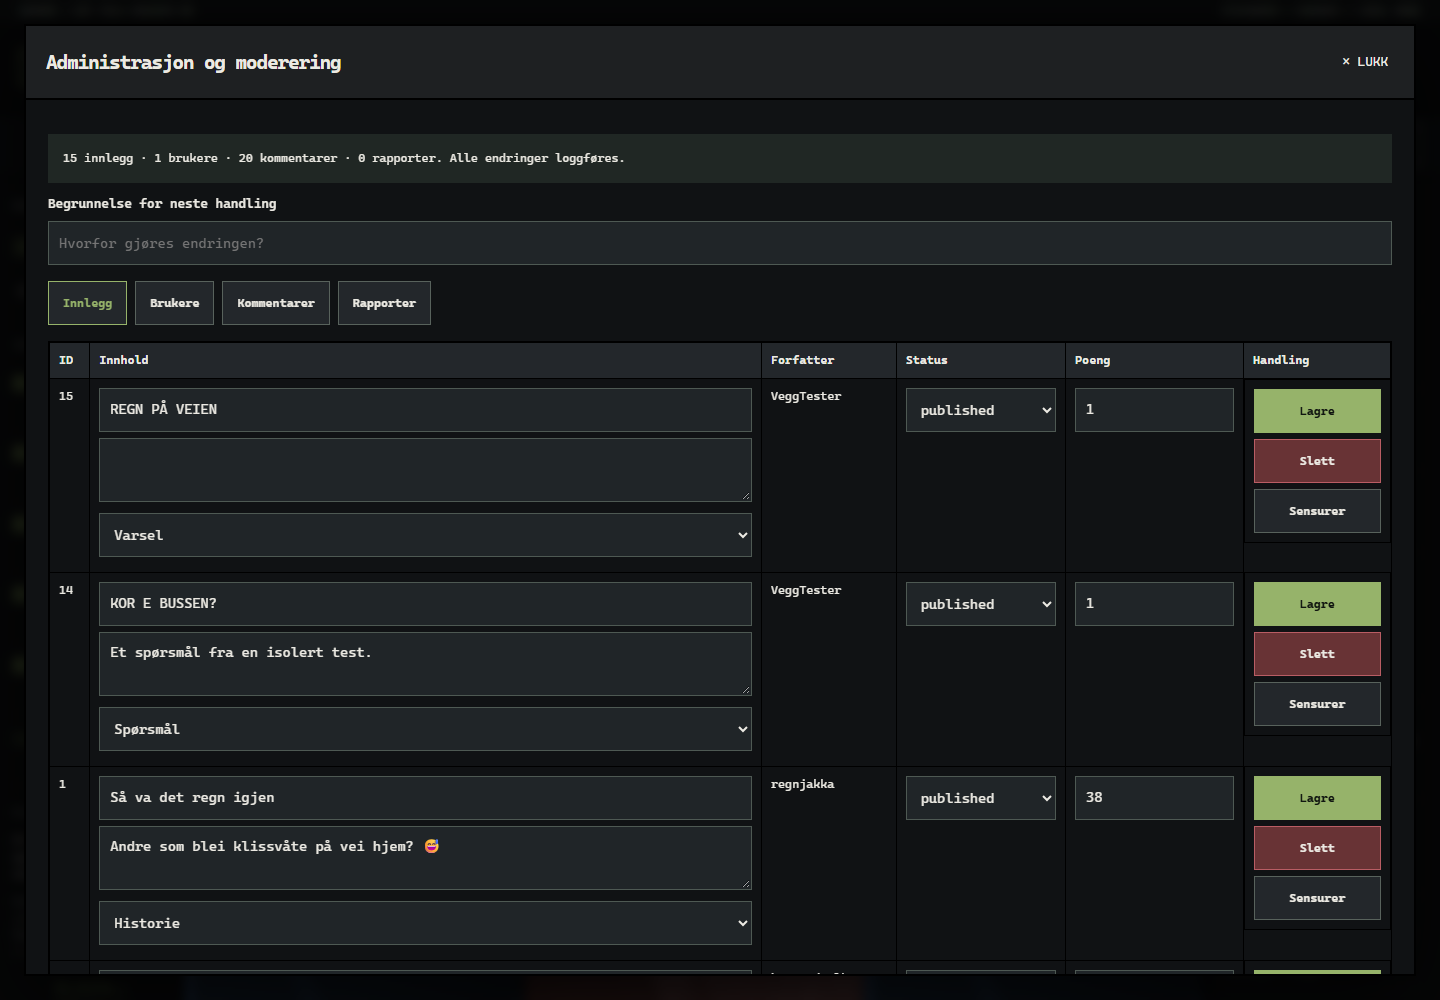 Administrasjon og moderering
× LUKK
15 innlegg · 1 brukere · 20 kommentarer · 0 rapporter. Alle endringer loggføres.
Begrunnelse for neste handling
Hvorfor gjøres endringen?
Innlegg Brukere Kommentarer Rapporter
ID Innhold Forfatter Status Poeng Handling
15 REGN PÅ VEIEN VeggTester published 1 Lagre
Slett
Sensurer
Varsel
14 KOR E BUSSEN? VeggTester published 1 Lagre
Et spørsmål fra en isolert test.
Slett
Sensurer
Spørsmål
1 Så va det regn igjen regnjakka published 38 Lagre
Andre som blei klissvåte på vei hjem? 😅
Slett
Sensurer
Historie